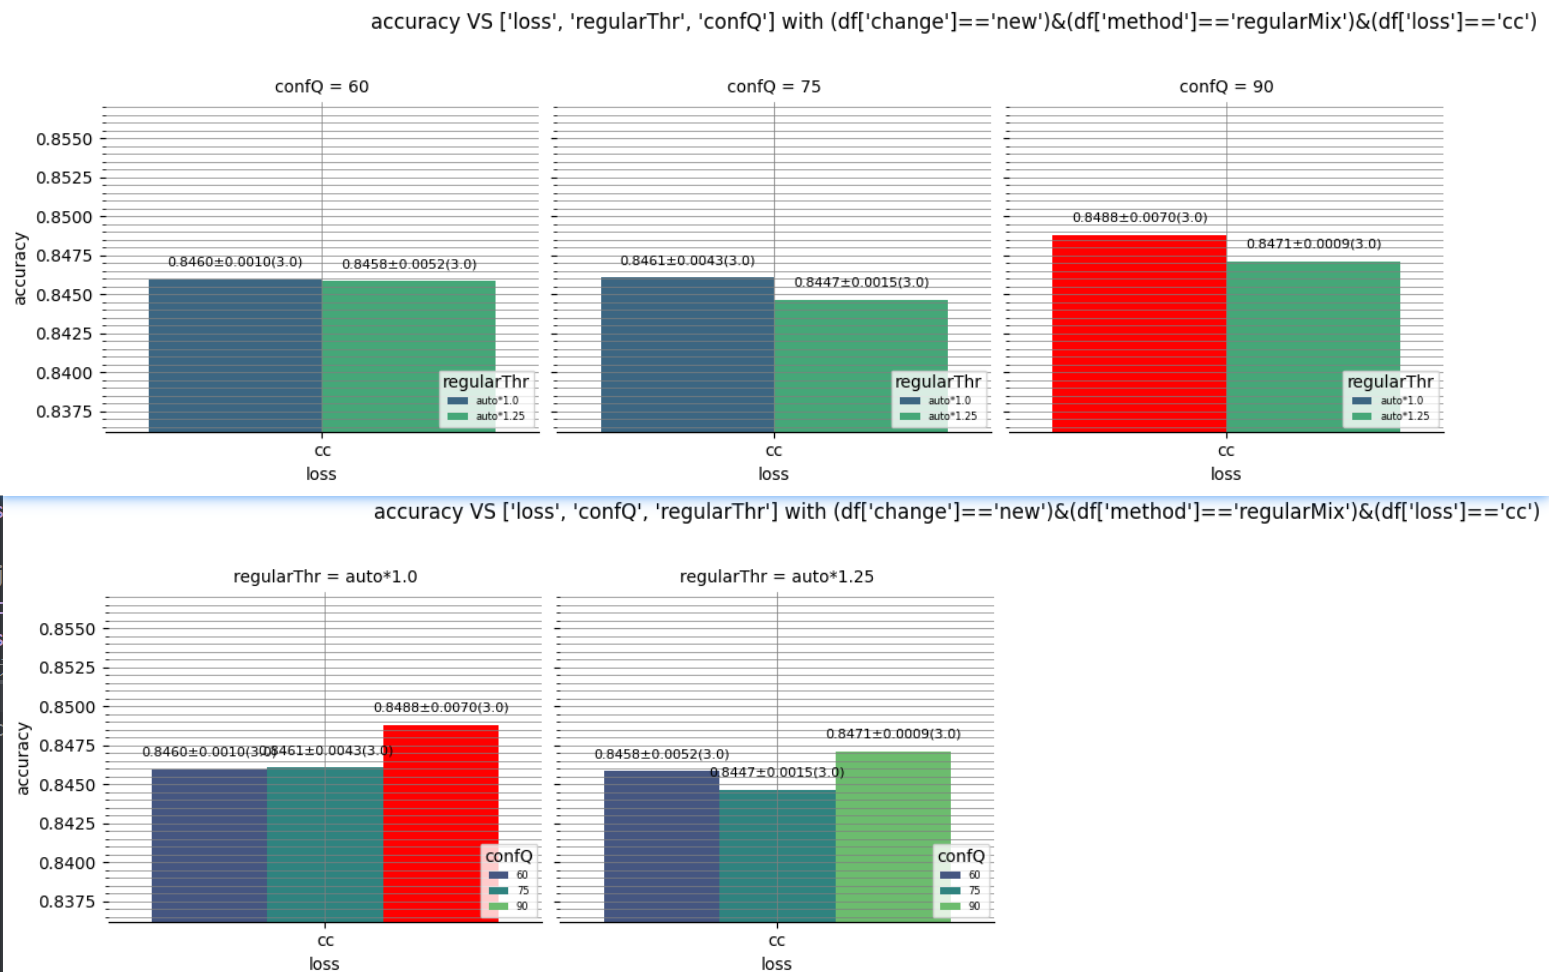 accuracy VS ['loss', 'regularThr', 'confQ'] with (df['change']=='new')&(df['method']=='regularMix')&(df['loss']=='cc')
confQ = 60
confQ = 75
confQ = 90
0.8550
0.8525
0.8500
0.8475
0.8450
0.8425
0.8400
0.8375
accuracy
0.8460±0.0010(3.0)
0.8458±0.0052(3.0)
0.8461±0.0043(3.0)
0.8447±0.0015(3.0)
0.8488±0.0070(3.0)
0.8471±0.0009(3.0)
regularThr
auto*1.0
auto*1.25
regularThr
auto*1.0
auto*1.25
regularThr
auto*1.0
auto*1.25
cc
loss
cc
loss
cc
loss
accuracy VS ['loss', 'confQ', 'regularThr'] with (df['change']=='new')&(df['method']=='regularMix')&(df['loss']=='cc')
regularThr = auto*1.0
regularThr = auto*1.25
0.8550
0.8525
0.8500
0.8475
0.8450
0.8425
0.8400
0.8375
accuracy
0.8460±0.0010(3.0)
0.8461±0.0043(3.0)
0.8488±0.0070(3.0)
0.8458±0.0052(3.0)
0.8447±0.0015(3.0)
0.8471±0.0009(3.0)
confQ
60
75
90
confQ
60
75
90
cc
loss
cc
loss